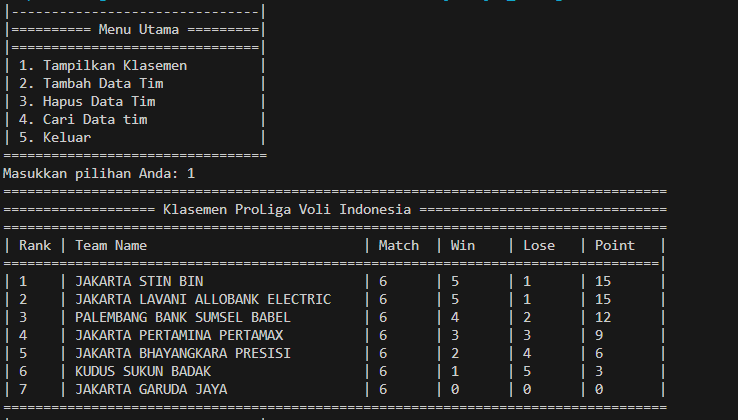 |-------------------------------|
|========== Menu Utama =========|
|===============================|
| 1. Tampilkan Klasemen         |
| 2. Tambah Data Tim            |
| 3. Hapus Data Tim             |
| 4. Cari Data tim              |
| 5. Keluar                     |
=================================
Masukkan pilihan Anda: 1
===================================================================================
=================== Klasemen ProLiga Voli Indonesia ===============================
===================================================================================
| Rank | Team Name                           | Match  | Win    | Lose   | Point   |
==================================================================================|
| 1    | JAKARTA STIN BIN                    | 6      | 5      | 1      | 15      |
| 2    | JAKARTA LAVANI ALLOBANK ELECTRIC    | 6      | 5      | 1      | 15      |
| 3    | PALEMBANG BANK SUMSEL BABEL         | 6      | 4      | 2      | 12      |
| 4    | JAKARTA PERTAMINA PERTAMAX          | 6      | 3      | 3      | 9       |
| 5    | JAKARTA BHAYANGKARA PRESISI         | 6      | 2      | 4      | 6       |
| 6    | KUDUS SUKUN BADAK                   | 6      | 1      | 5      | 3       |
| 7    | JAKARTA GARUDA JAYA                 | 6      | 0      | 0      | 0       |
===================================================================================